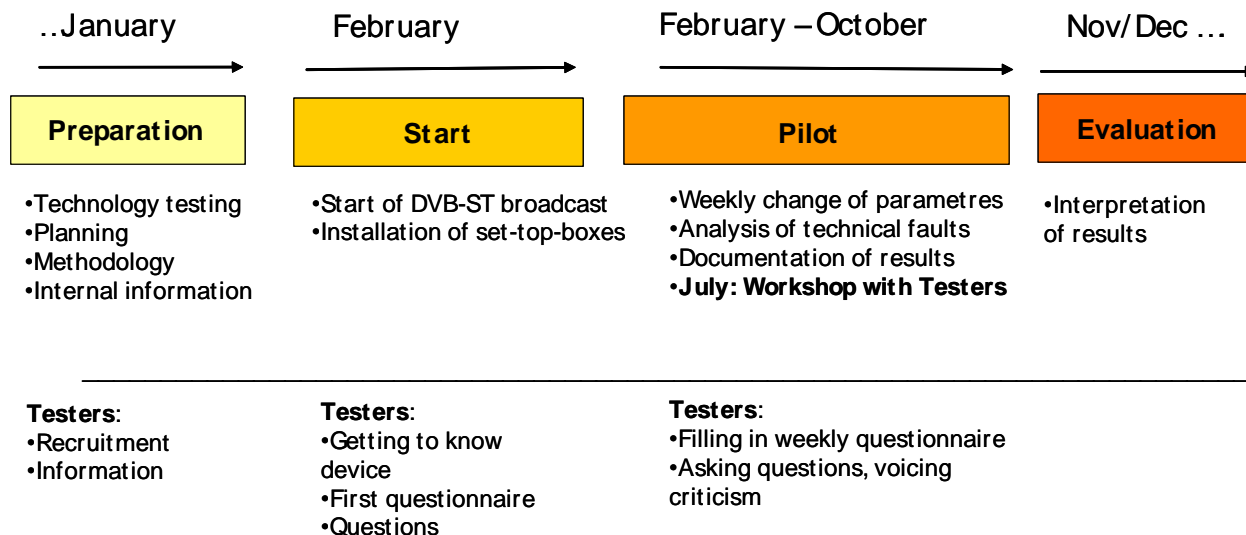 ..January
February
February – October
Nov/Dec ...
Preparation
Start
Pilot
Evaluation
•Technology testing
•Planning
•Methodology
•Internal information
•Start of DVB-ST broadcast
•Installation of set-top-boxes
•Weekly change of parametres
•Analysis of technical faults
•Documentation of results
•July: Workshop with Testers
•Interpretation
of results
Testers:
•Recruitment
•Information
Testers:
•Getting to know
device
•First questionnaire
•Questions
Testers:
•Filling in weekly questionnaire
•Asking questions, voicing
criticism